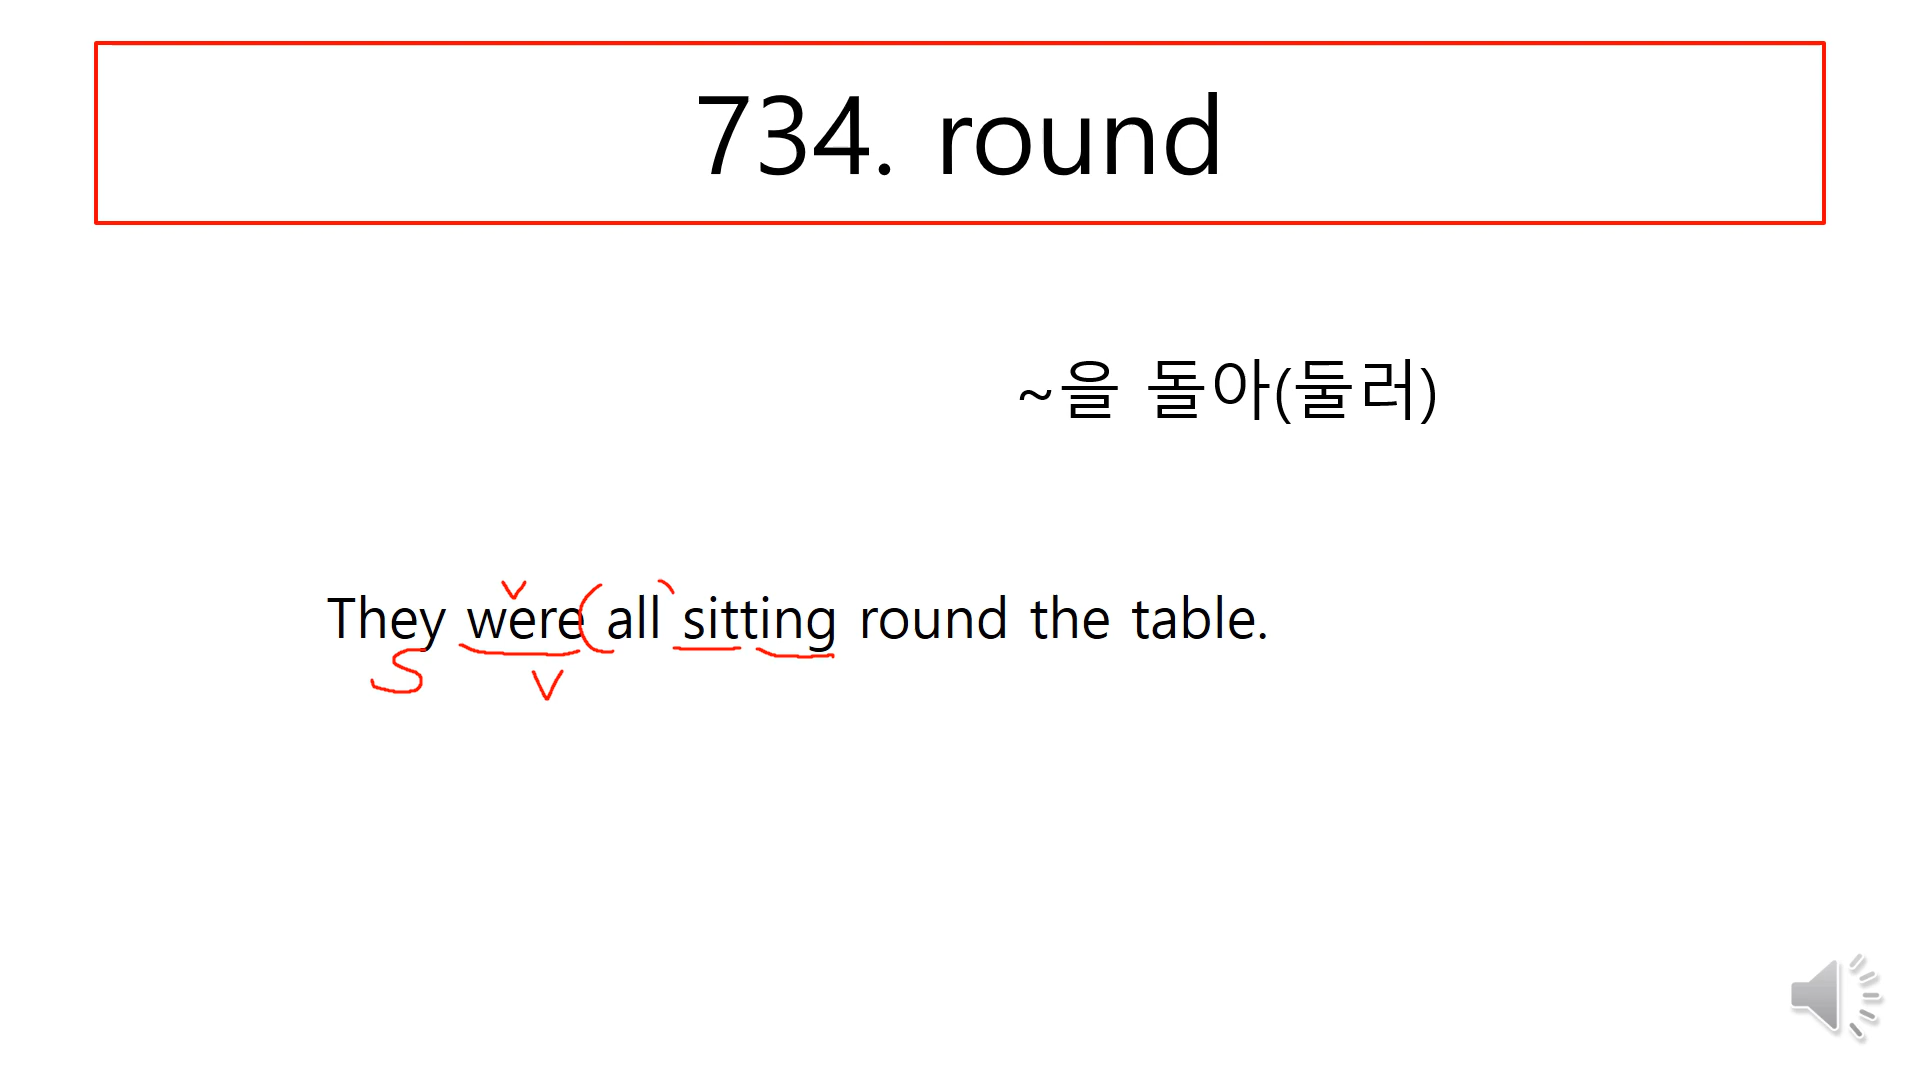 734. round
~을 돌아(둘러)
v
They were ( all ) sitting round the table.
S V